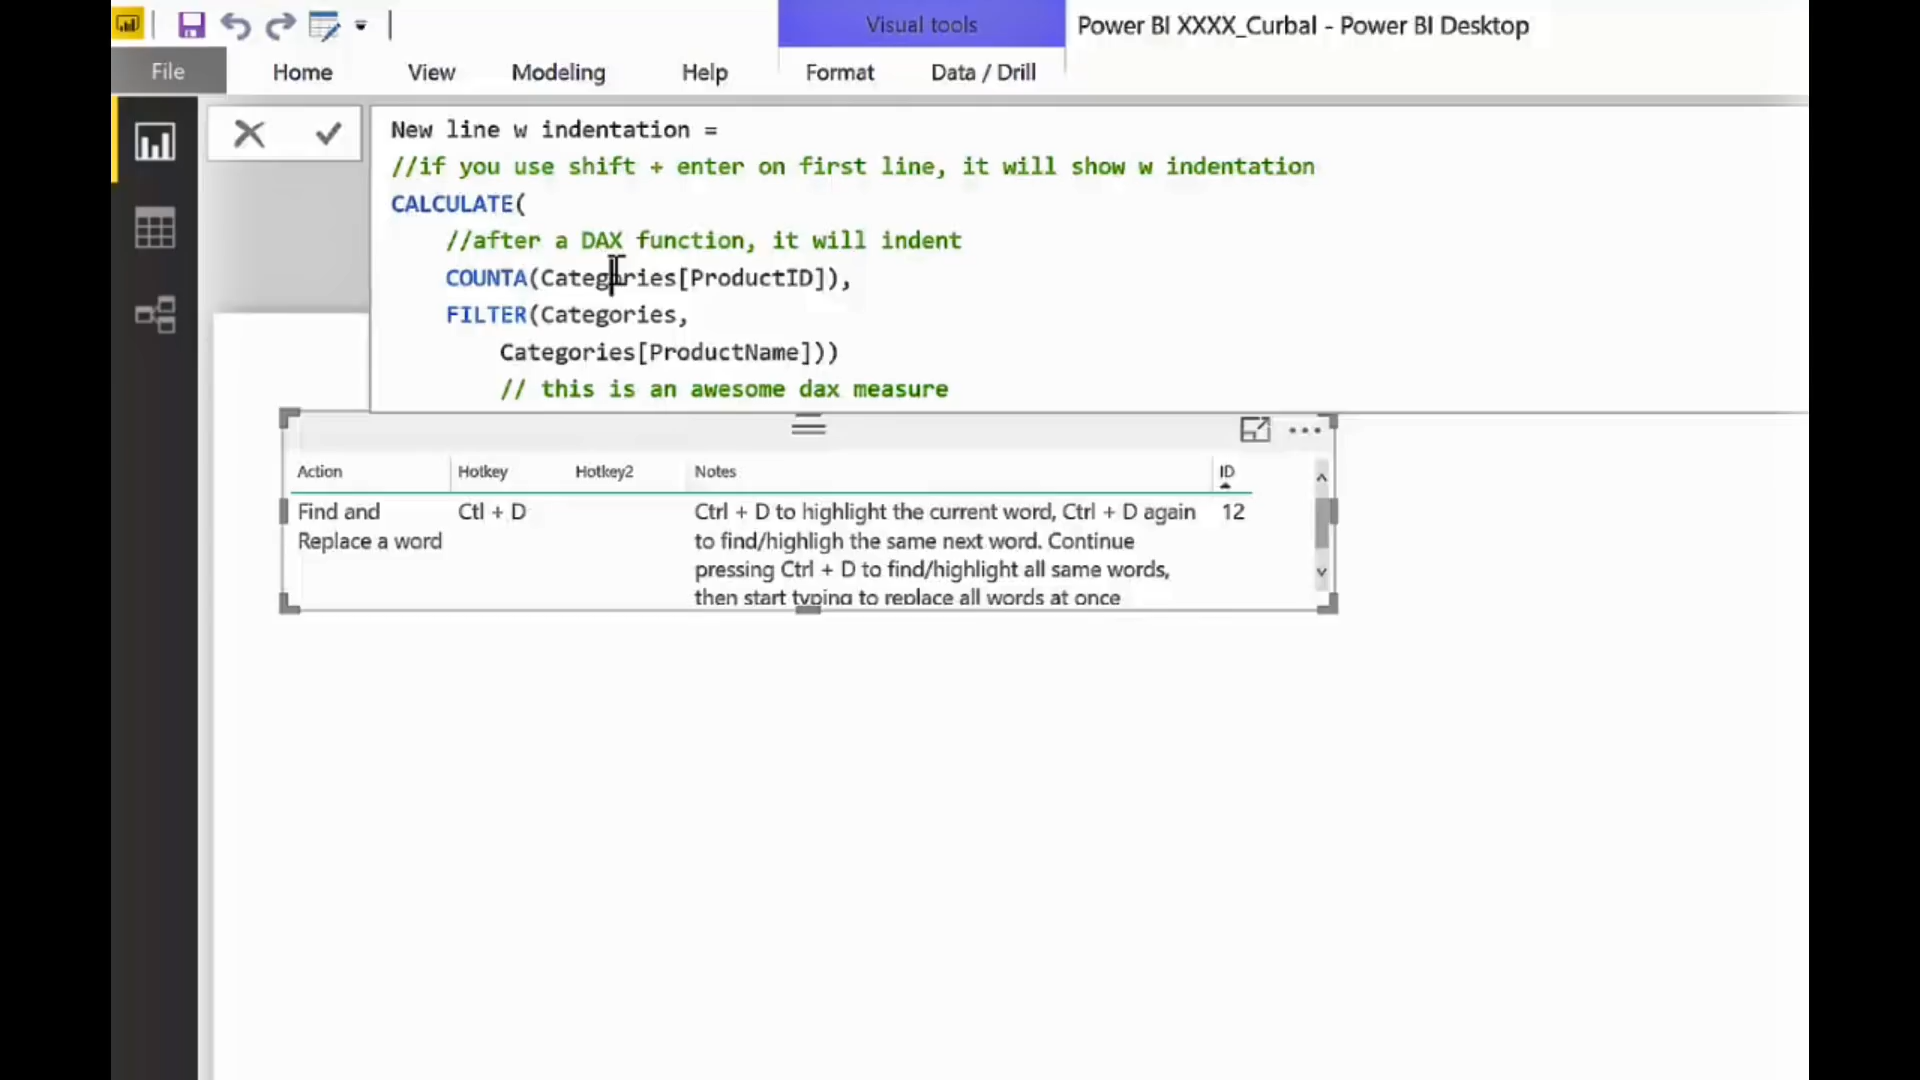 Visual tools
Power BI XXXX_Curbal - Power BI Desktop
File Home View Modeling Help Format Data / Drill
New line w indentation =
//if you use shift + enter on first line, it will show w indentation
CALCULATE(
//after a DAX function, it will indent
COUNTA(Categories[ProductID]),
FILTER(Categories,
Categories[ProductName]))
// this is an awesome dax measure
Action Hotkey Hotkey2 Notes ID
Find and Ctl + D Ctrl + D to highlight the current word, Ctrl + D again 12
Replace a word to find/highligh the same next word. Continue
pressing Ctrl + D to find/highlight all same words,
then start typing to replace all words at once